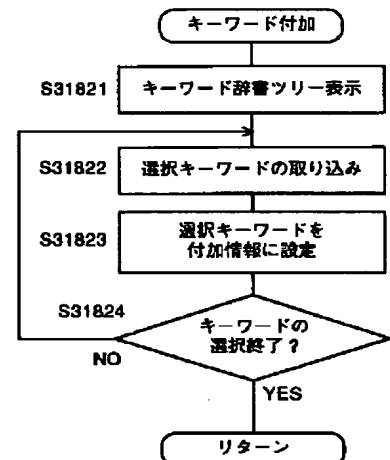 キーワード付加
S31821
キーワード辞書ツリー表示
S31822
選択キーワードの取り込み
S31823
選択キーワードを
付加情報に設定
S31824
キーワードの
選択終了?
NO
YES
リターン